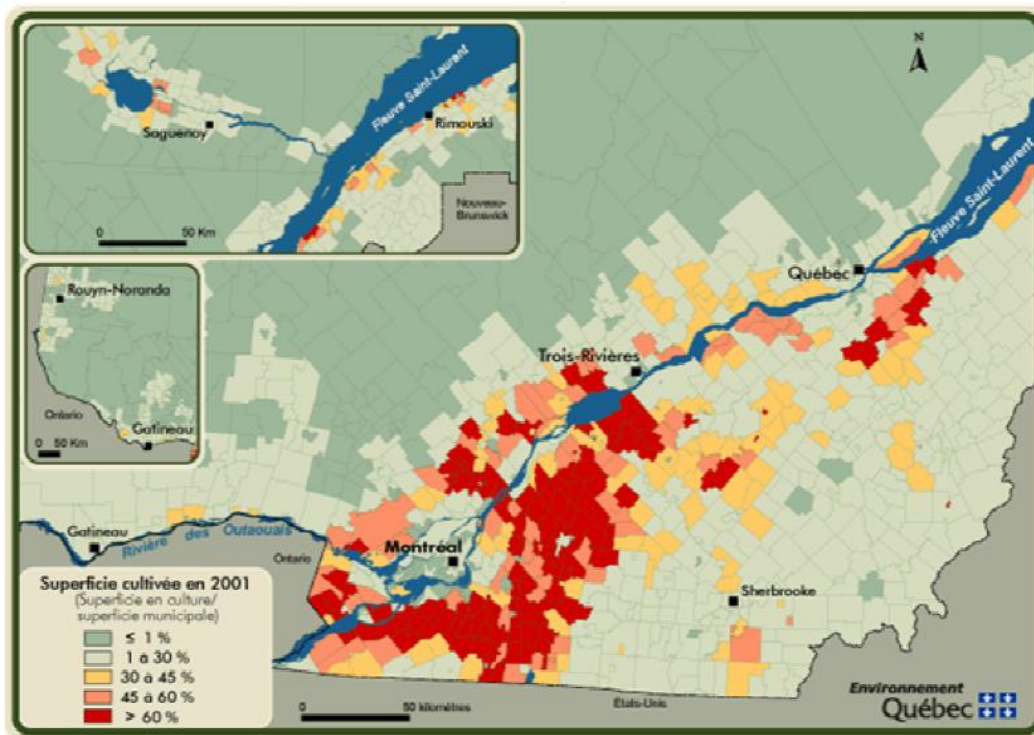 Fleuve Saint-Laurent
Saguenay
Rimouski
Nouveau-
Brunswick
0 50 Km
N
Fleuve Saint-Laurent
Québec
Rouyn-Noranda
Trois-Rivières
Ontario
Gatineau
0 50 Km
Gatineau
Rivière des Outaouais
Ontario
Montréal
Sherbrooke
Superficie cultivée en 2001
(Superficie en culture/
superficie municipale)
≤ 1 %
1 à 30 %
30 à 45 %
45 à 60 %
> 60 %
0 50 kilomètres
États-Unis
Environnement
Québec